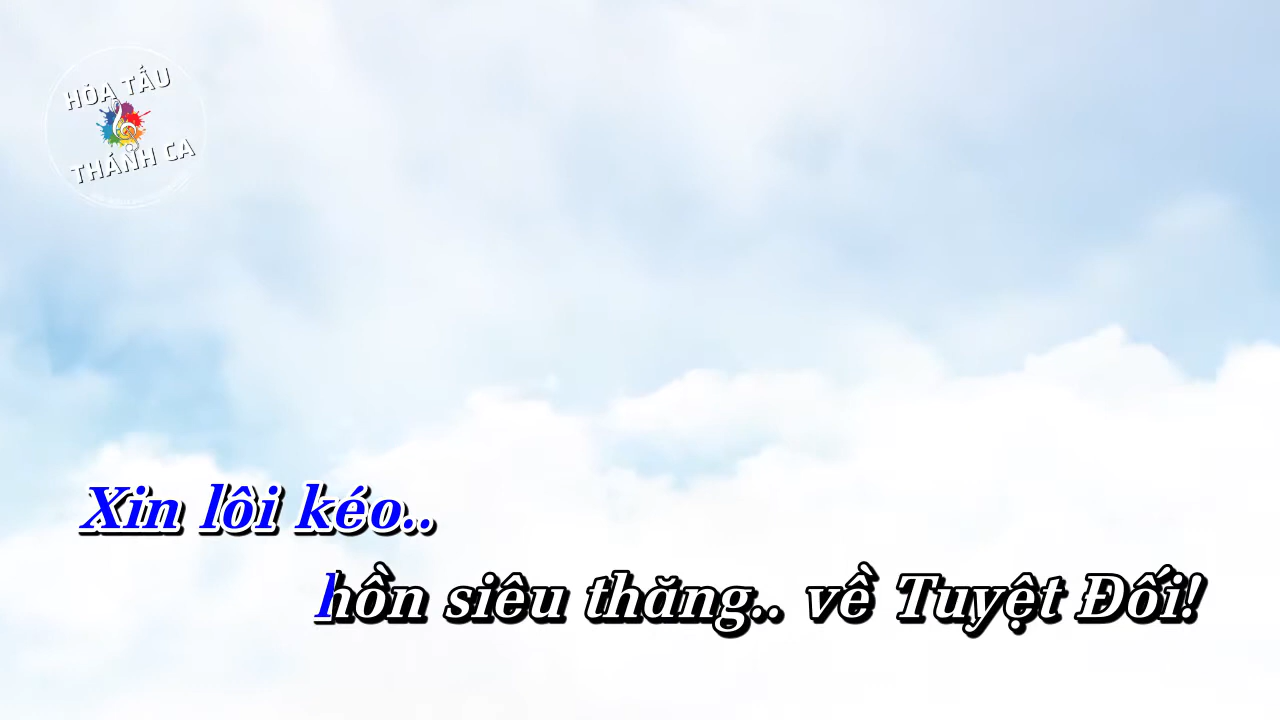 HÒA TẤU
THÁNH CA
Xin lôi kéo..
hồn siêu thăng.. về Tuyệt Đối!